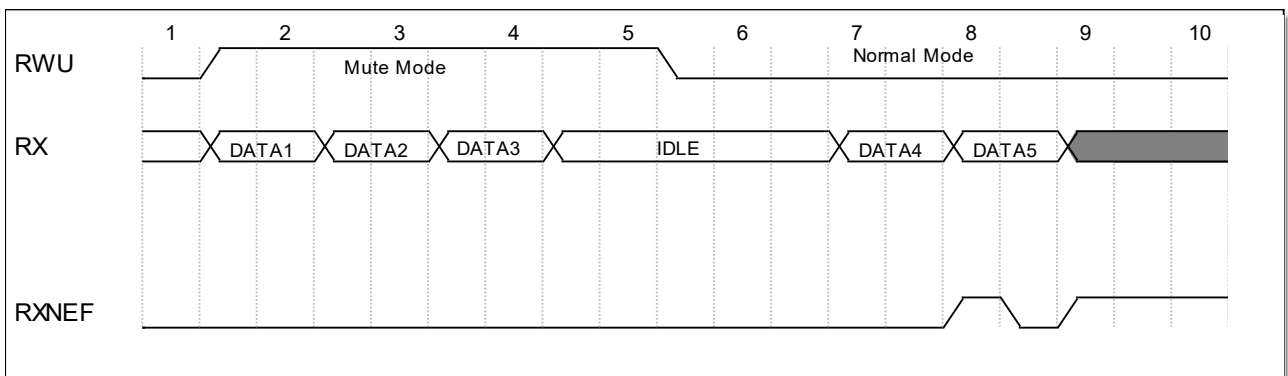 1 2 3 4 5 6 7 8 9 10
RWU Mute Mode Normal Mode
RX DATA1 DATA2 DATA3 IDLE DATA4 DATA5
RXNEF